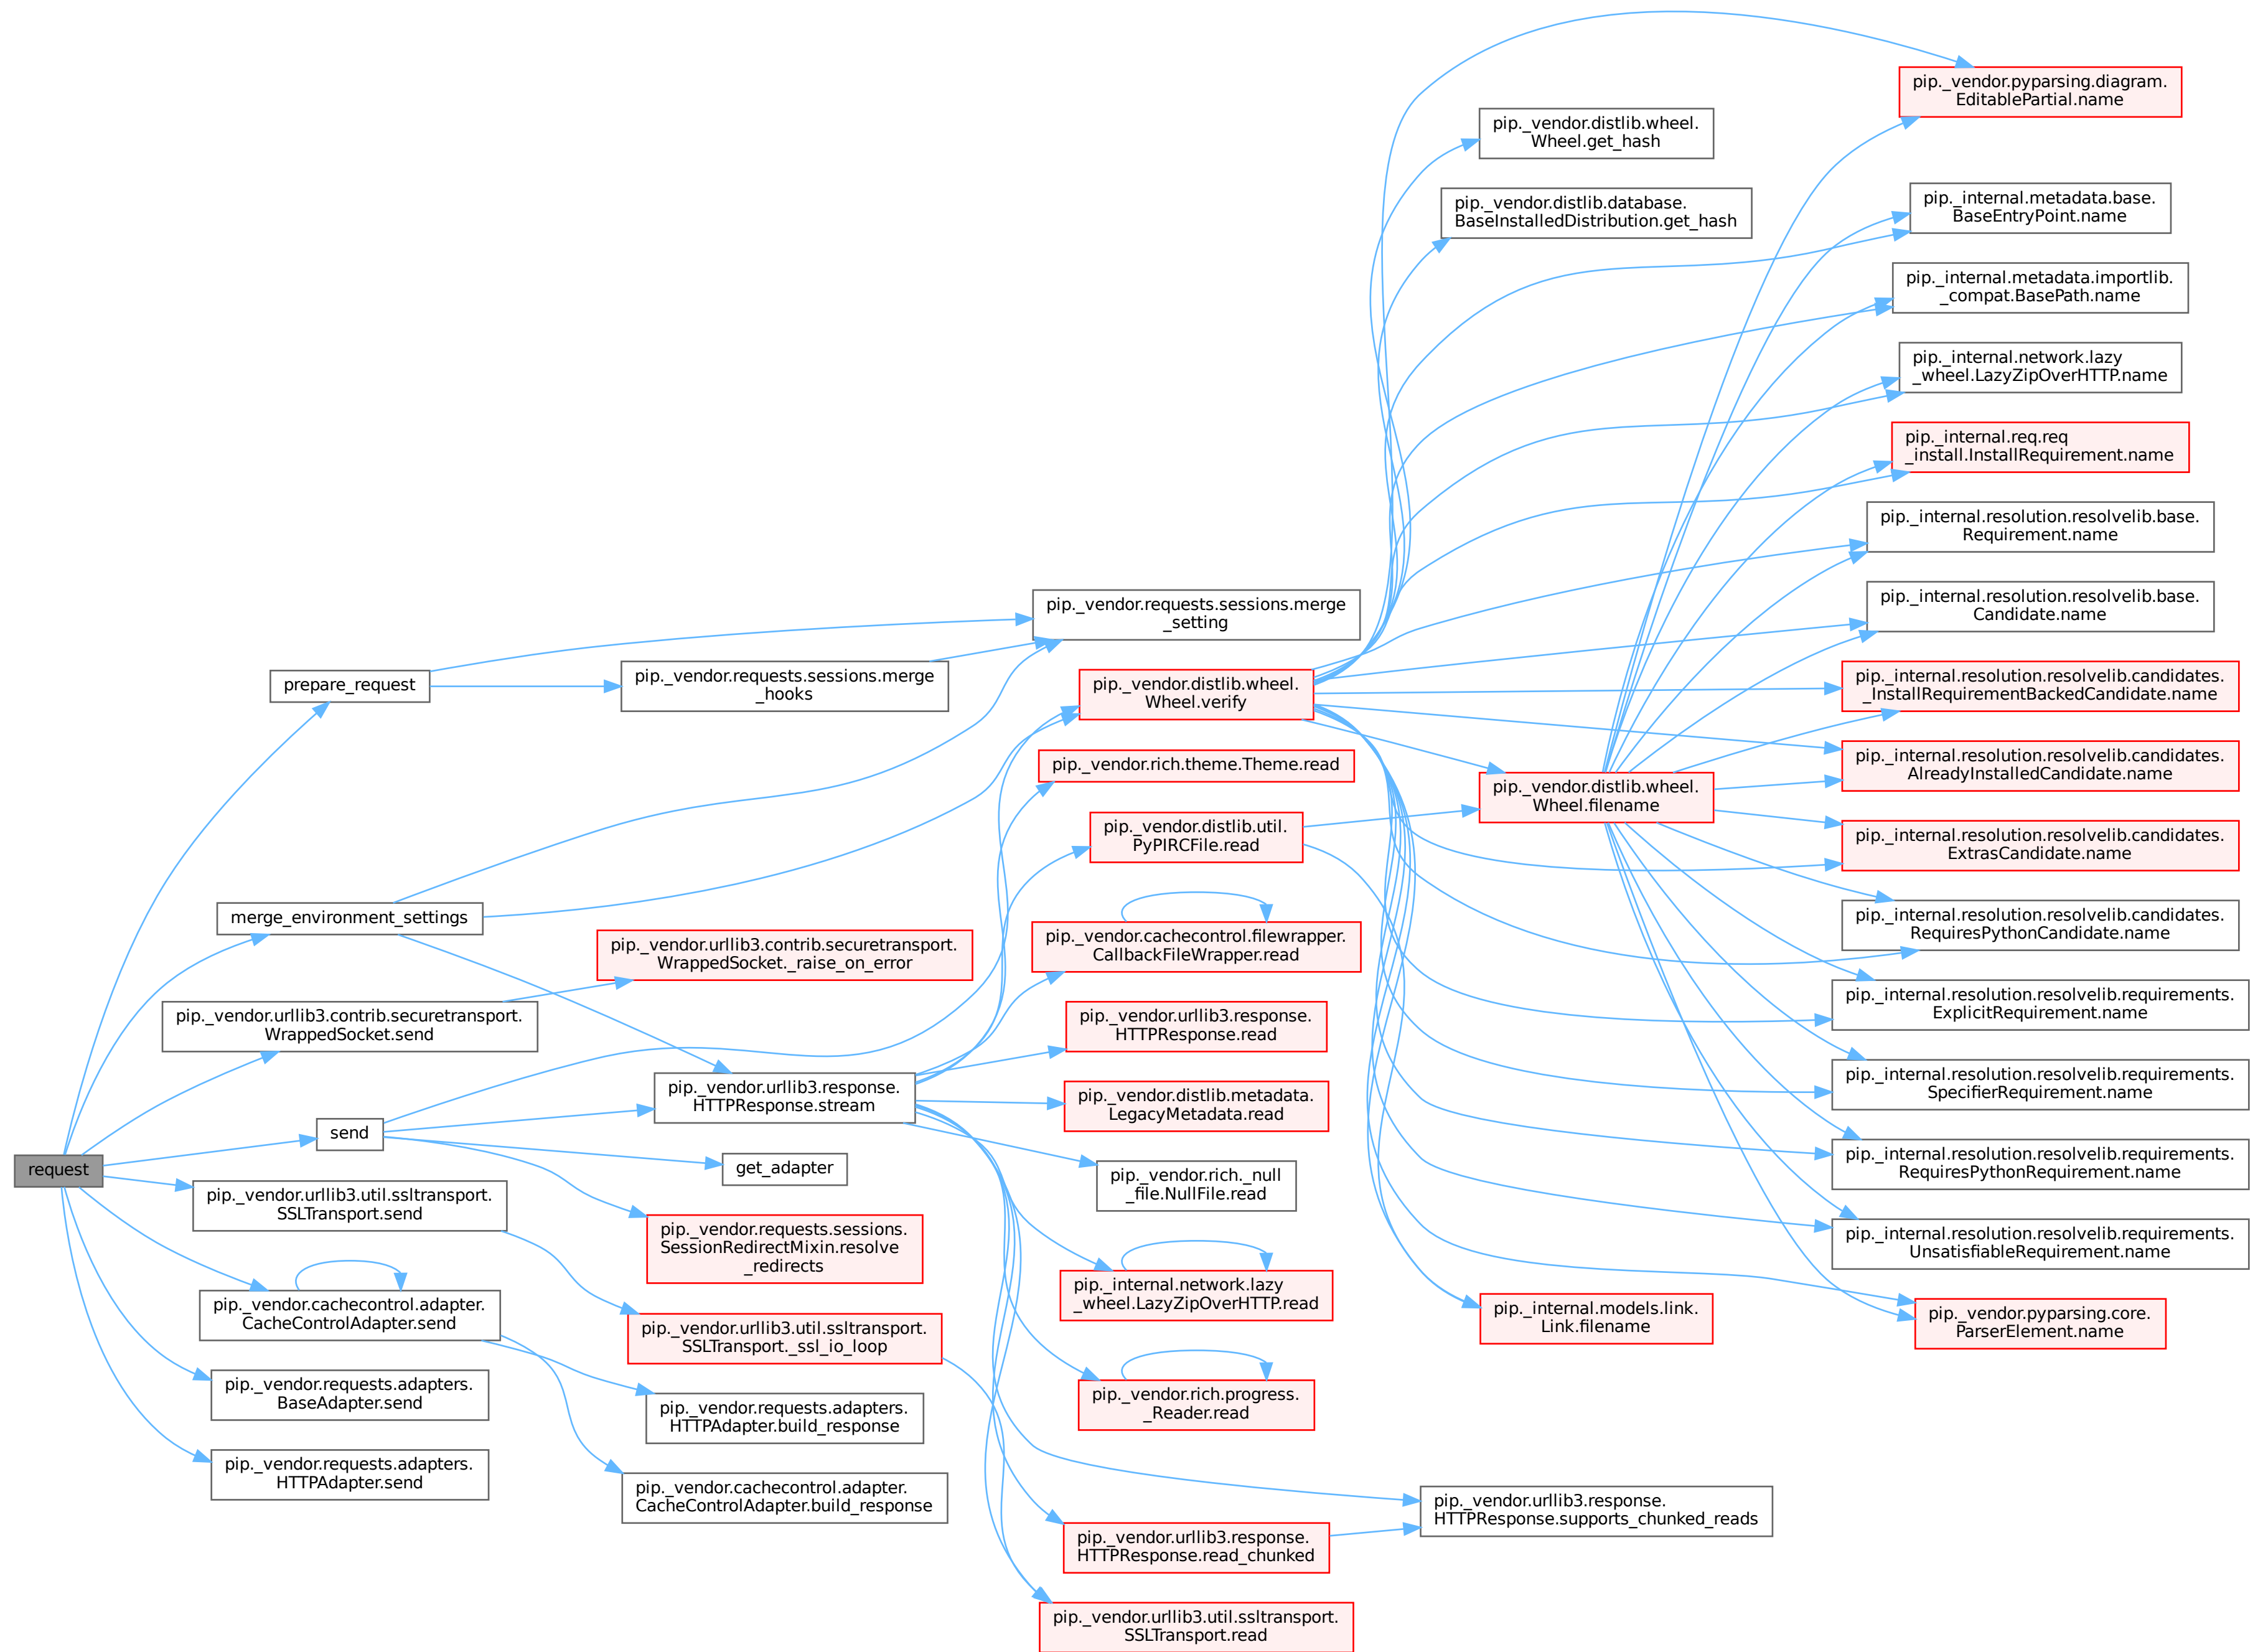 request
prepare_request
merge_environment_settings
pip._vendor.urllib3.contrib.securetransport.
WrappedSocket.send
send
pip._vendor.urllib3.util.ssltransport.
SSLTransport.send
pip._vendor.cachecontrol.adapter.
CacheControlAdapter.send
pip._vendor.requests.adapters.
BaseAdapter.send
pip._vendor.requests.adapters.
HTTPAdapter.send
pip._vendor.requests.sessions.merge
_hooks
pip._vendor.urllib3.contrib.securetransport.
WrappedSocket._raise_on_error
pip._vendor.urllib3.response.
HTTPResponse.stream
get_adapter
pip._vendor.requests.sessions.
SessionRedirectMixin.resolve
_redirects
pip._vendor.urllib3.util.ssltransport.
SSLTransport._ssl_io_loop
pip._vendor.requests.adapters.
HTTPAdapter.build_response
pip._vendor.cachecontrol.adapter.
CacheControlAdapter.build_response
pip._vendor.requests.sessions.merge
_setting
pip._vendor.distlib.wheel.
Wheel.verify
pip._vendor.rich.theme.Theme.read
pip._vendor.distlib.util.
PyPIRCFile.read
pip._vendor.cachecontrol.filewrapper.
CallbackFileWrapper.read
pip._vendor.urllib3.response.
HTTPResponse.read
pip._vendor.distlib.metadata.
LegacyMetadata.read
pip._vendor.rich._null
_file.NullFile.read
pip._internal.network.lazy
_wheel.LazyZipOverHTTP.read
pip._vendor.rich.progress.
_Reader.read
pip._vendor.urllib3.response.
HTTPResponse.read_chunked
pip._vendor.urllib3.util.ssltransport.
SSLTransport.read
pip._vendor.distlib.wheel.
Wheel.get_hash
pip._vendor.distlib.database.
BaseInstalledDistribution.get_hash
pip._vendor.distlib.wheel.
Wheel.filename
pip._internal.models.link.
Link.filename
pip._vendor.urllib3.response.
HTTPResponse.supports_chunked_reads
pip._vendor.pyparsing.diagram.
EditablePartial.name
pip._internal.metadata.base.
BaseEntryPoint.name
pip._internal.metadata.importlib.
_compat.BasePath.name
pip._internal.network.lazy
_wheel.LazyZipOverHTTP.name
pip._internal.req.req
_install.InstallRequirement.name
pip._internal.resolution.resolvelib.base.
Requirement.name
pip._internal.resolution.resolvelib.base.
Candidate.name
pip._internal.resolution.resolvelib.candidates.
_InstallRequirementBackedCandidate.name
pip._internal.resolution.resolvelib.candidates.
AlreadyInstalledCandidate.name
pip._internal.resolution.resolvelib.candidates.
ExtrasCandidate.name
pip._internal.resolution.resolvelib.candidates.
RequiresPythonCandidate.name
pip._internal.resolution.resolvelib.requirements.
ExplicitRequirement.name
pip._internal.resolution.resolvelib.requirements.
SpecifierRequirement.name
pip._internal.resolution.resolvelib.requirements.
RequiresPythonRequirement.name
pip._internal.resolution.resolvelib.requirements.
UnsatisfiableRequirement.name
pip._vendor.pyparsing.core.
ParserElement.name